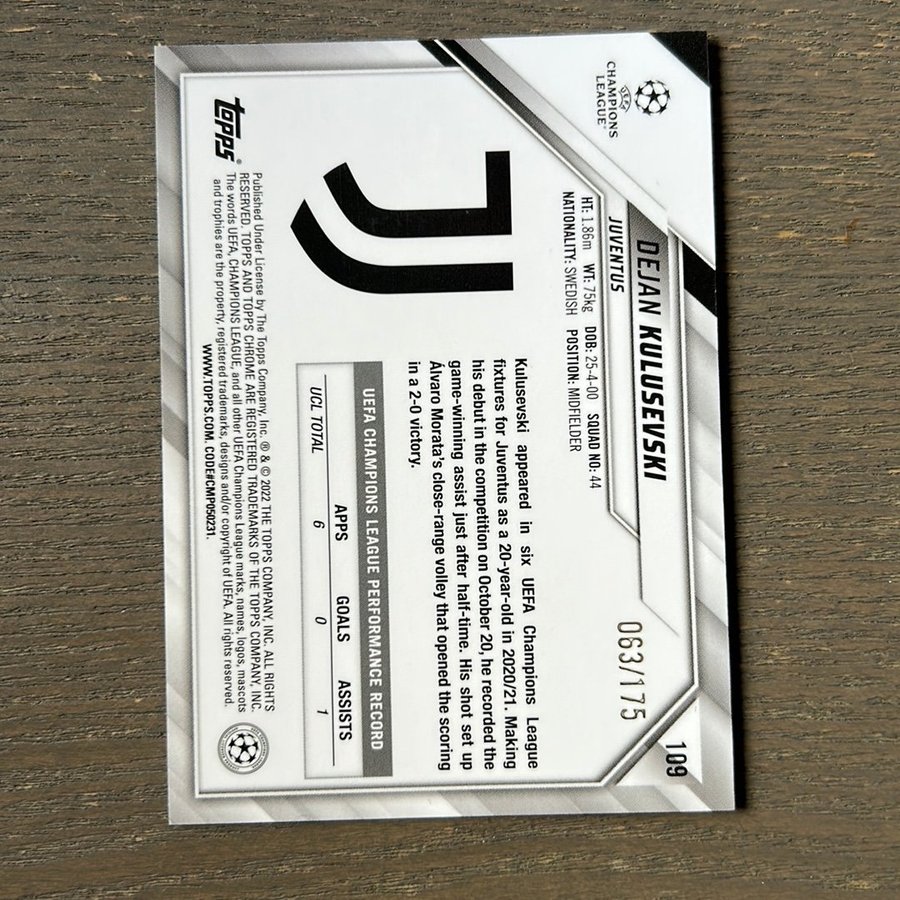 UEFA
CHAMPIONS
LEAGUE®
109
DEJAN KULUSEVSKI
063/175
JUVENTUS
HT: 1.86m WT: 75kg DOB: 25-4-00 SQUAD NO: 44
NATIONALITY: SWEDISH POSITION: MIDFIELDER
Kulusevski appeared in six UEFA Champions League
fixtures for Juventus as a 20-year-old in 2020/21. Making
his debut in the competition on October 20, he recorded the
game-winning assist just after half-time. His shot set up
Álvaro Morata's close-range volley that opened the scoring
in a 2-0 victory.
UEFA CHAMPIONS LEAGUE PERFORMANCE RECORD
APPS GOALS ASSISTS
UCL TOTAL 6 0 1
topps®
Published Under License by The Topps Company, Inc. ® & © 2022 THE TOPPS COMPANY, INC. ALL RIGHTS
RESERVED. TOPPS AND TOPPS CHROME ARE REGISTERED TRADEMARKS OF THE TOPPS COMPANY, INC.
The words UEFA, CHAMPIONS LEAGUE, and all other UEFA Champions League marks, names, logos, mascots
and trophies are the property, registered trademarks, designs and/or copyright of UEFA. All rights reserved.
WWW.TOPPS.COM. CODE#CMP050231.